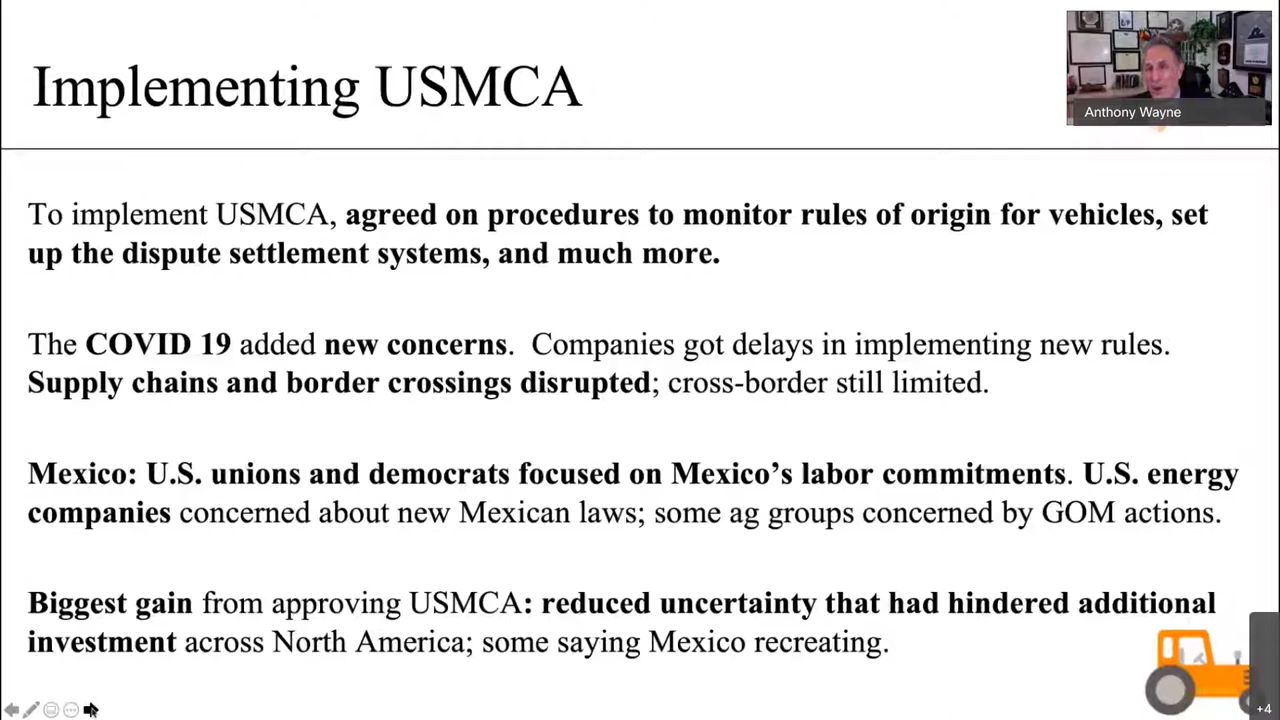 Implementing USMCA
Anthony Wayne
To implement USMCA, agreed on procedures to monitor rules of origin for vehicles, set
up the dispute settlement systems, and much more.
The COVID 19 added new concerns.  Companies got delays in implementing new rules.
Supply chains and border crossings disrupted; cross-border still limited.
Mexico: U.S. unions and democrats focused on Mexico’s labor commitments. U.S. energy
companies concerned about new Mexican laws; some ag groups concerned by GOM actions.
Biggest gain from approving USMCA: reduced uncertainty that had hindered additional
investment across North America; some saying Mexico recreating.
+4